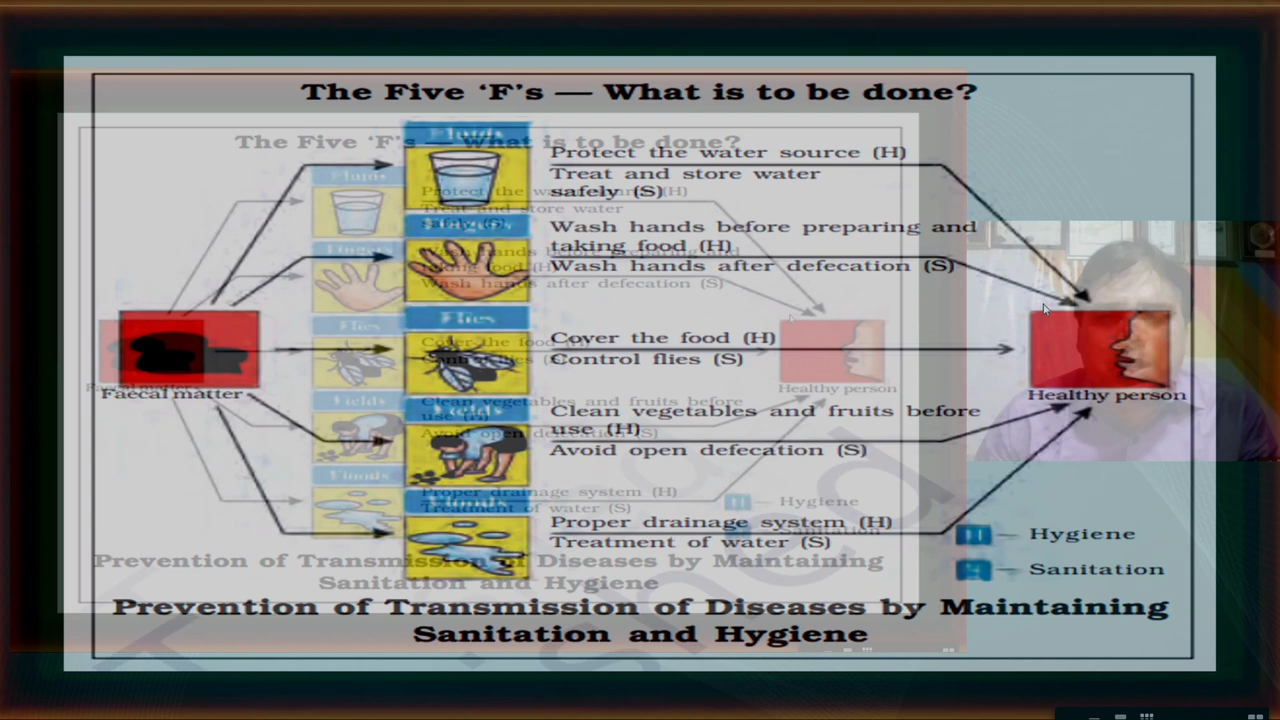 The Five ‘F’s — What is to be done?
Fluids
Protect the water source (H)
Treat and store water
safely (S)
Fingers
Wash hands before preparing and
taking food (H)
Wash hands after defecation (S)
Flies
Cover the food (H)
Control flies (S)
Faecal matter
Healthy person
Fields
Clean vegetables and fruits before
use (H)
Avoid open defecation (S)
Floods
Proper drainage system (H)
Treatment of water (S)
H — Hygiene
S — Sanitation
Prevention of Transmission of Diseases by Maintaining
Sanitation and Hygiene